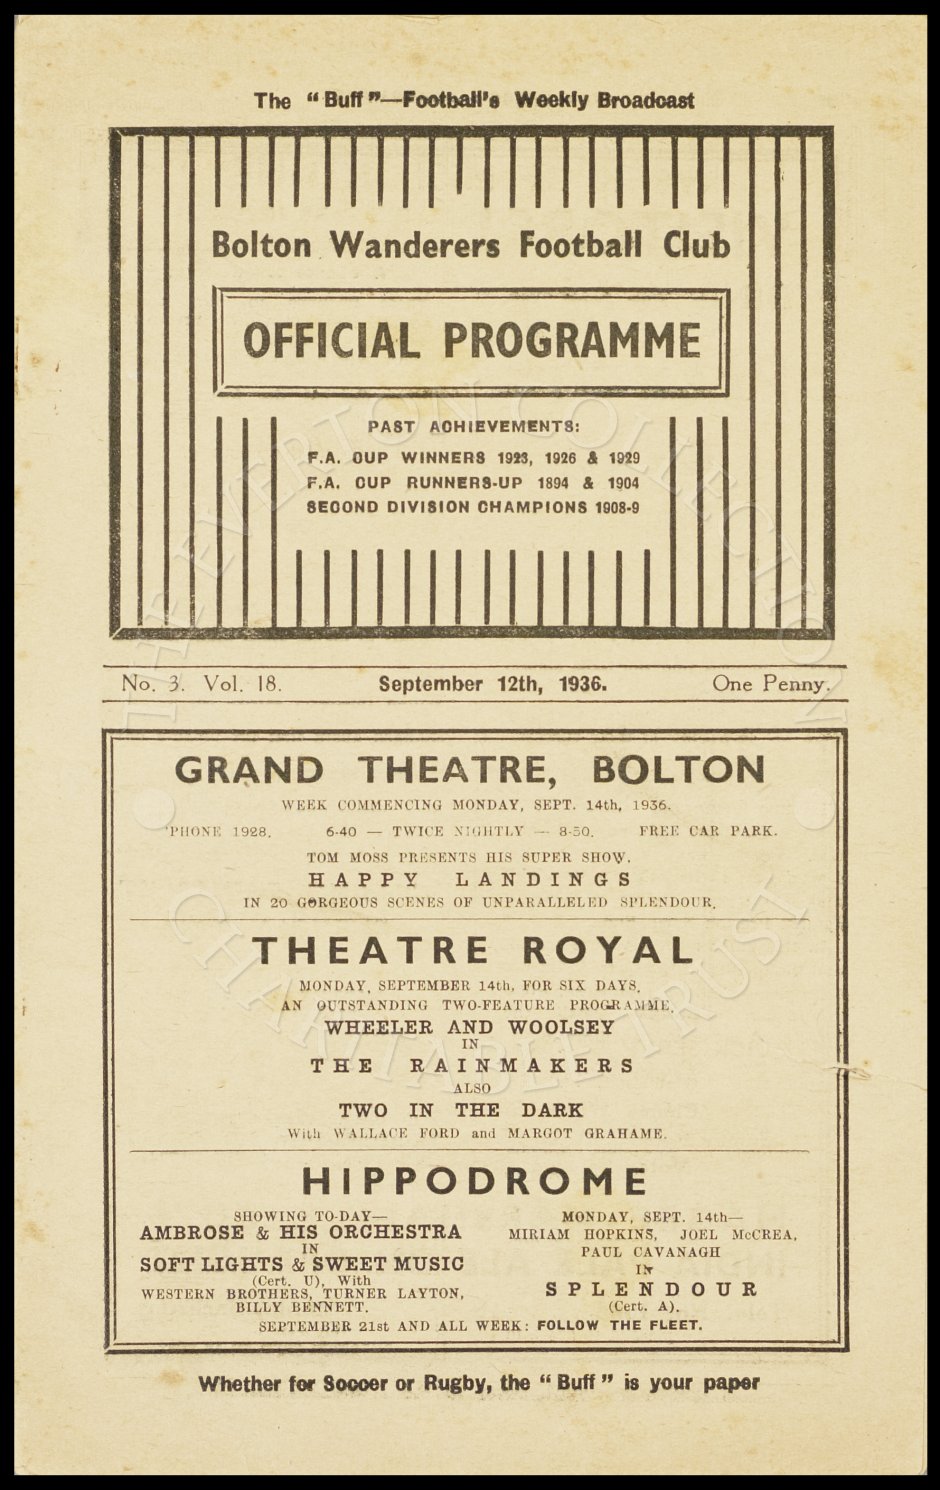 The "Buff"—Football's Weekly Broadcast
Bolton Wanderers Football Club
OFFICIAL PROGRAMME
PAST ACHIEVEMENTS:
F.A. CUP WINNERS 1923, 1926 & 1929
F.A. CUP RUNNERS-UP 1894 & 1904
SECOND DIVISION CHAMPIONS 1908-9
No. 3. Vol. 18. September 12th, 1936. One Penny.
GRAND THEATRE, BOLTON
WEEK COMMENCING MONDAY, SEPT. 14th, 1936.
'PHONE 1928. 6-40 — TWICE NIGHTLY — 8-50. FREE CAR PARK.
TOM MOSS PRESENTS HIS SUPER SHOW.
HAPPY LANDINGS
IN 20 GORGEOUS SCENES OF UNPARALLELED SPLENDOUR.
THEATRE ROYAL
MONDAY, SEPTEMBER 14th, FOR SIX DAYS.
AN OUTSTANDING TWO-FEATURE PROGRAMME.
WHEELER AND WOOLSEY
IN
THE RAINMAKERS
ALSO
TWO IN THE DARK
With WALLACE FORD and MARGOT GRAHAME.
HIPPODROME
SHOWING TO-DAY—
AMBROSE & HIS ORCHESTRA
IN
SOFT LIGHTS & SWEET MUSIC
(Cert. U), With
WESTERN BROTHERS, TURNER LAYTON,
BILLY BENNETT.
MONDAY, SEPT. 14th—
MIRIAM HOPKINS, JOEL McCREA,
PAUL CAVANAGH
IN
SPLENDOUR
(Cert. A).
SEPTEMBER 21st AND ALL WEEK: FOLLOW THE FLEET.
Whether for Soccer or Rugby, the "Buff" is your paper
THE EVERTON COLLECTION
CHARITABLE TRUST